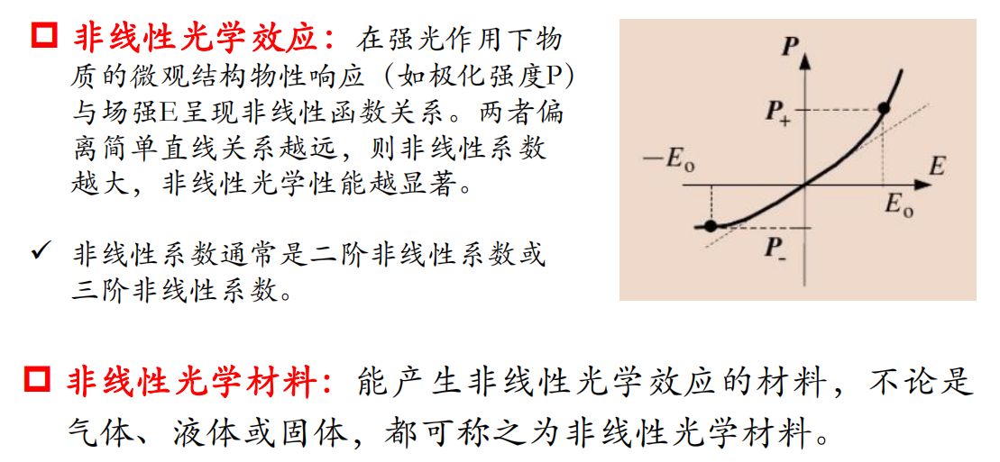 非线性光学效应：在强光作用下物
质的微观结构物性响应（如极化强度P）
与场强E呈现非线性函数关系。两者偏
离简单直线关系越远，则非线性系数
越大，非线性光学性能越显著。
✓ 非线性系数通常是二阶非线性系数或
三阶非线性系数。
P
P+
−Eo
E
Eo
P-
非线性光学材料：能产生非线性光学效应的材料，不论是
气体、液体或固体，都可称之为非线性光学材料。